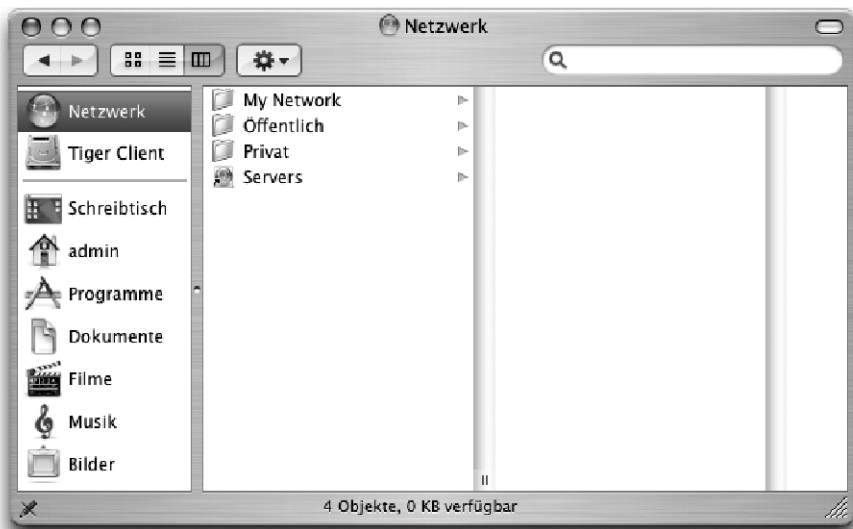 Netzwerk
Netzwerk
Tiger Client
Schreibtisch
admin
Programme
Dokumente
Filme
Musik
Bilder
My Network
Öffentlich
Privat
Servers
4 Objekte, 0 KB verfügbar